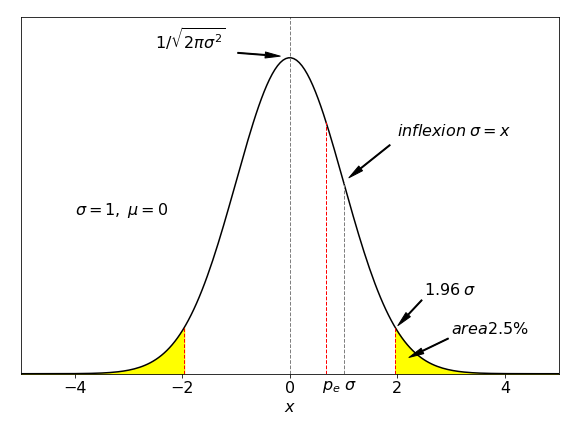 1/√2πσ²
inflexion σ = x
σ = 1, μ = 0
1.96 σ
area2.5%
−4 −2 0 2 4
pₑ σ
x